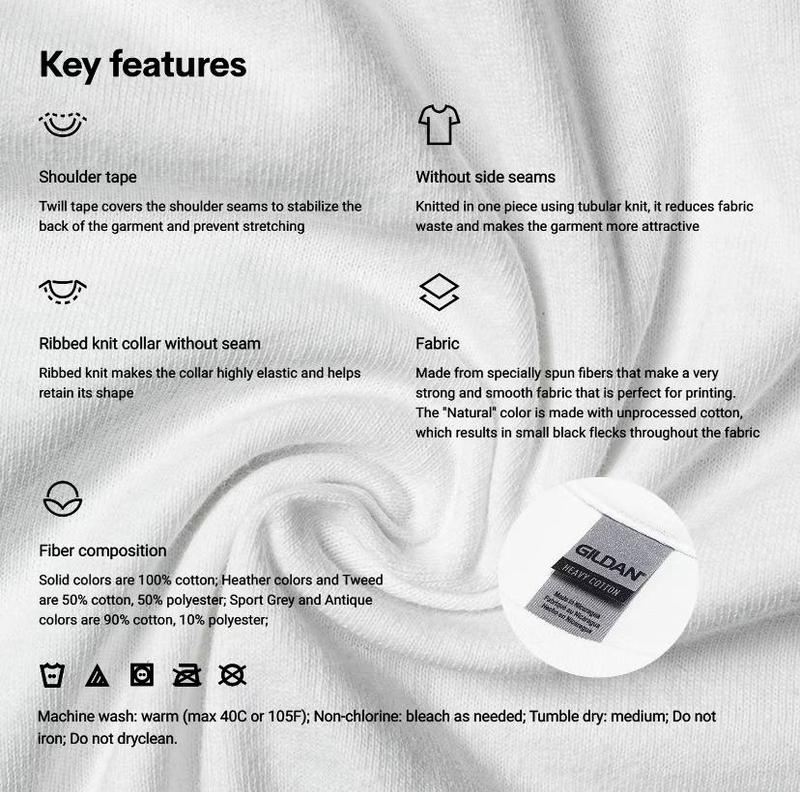 Key features
Shoulder tape
Twill tape covers the shoulder seams to stabilize the
back of the garment and prevent stretching
Without side seams
Knitted in one piece using tubular knit, it reduces fabric
waste and makes the garment more attractive
Ribbed knit collar without seam
Ribbed knit makes the collar highly elastic and helps
retain its shape
Fabric
Made from specially spun fibers that make a very
strong and smooth fabric that is perfect for printing.
The "Natural" color is made with unprocessed cotton,
which results in small black flecks throughout the fabric
Fiber composition
Solid colors are 100% cotton; Heather colors and Tweed
are 50% cotton, 50% polyester; Sport Grey and Antique
colors are 90% cotton, 10% polyester;
GILDAN
HEAVY COTTON
Made in Nicaragua
Fabriqué au Nicaragua
Hecho en Nicaragua
Machine wash: warm (max 40C or 105F); Non-chlorine: bleach as needed; Tumble dry: medium; Do not
iron; Do not dryclean.